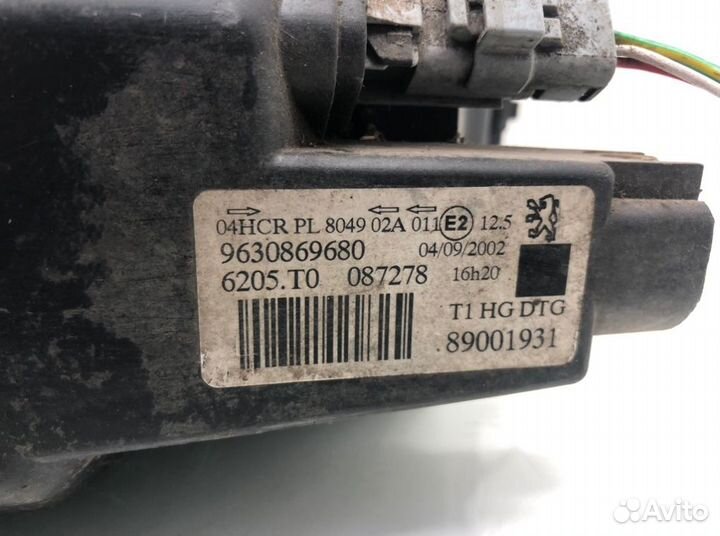 04HCR PL 8049 02A 011 E2 12.5
9630869680 04/09/2002
6205.T0 087278 16h20
T1 HG DTG
89001931
Avito